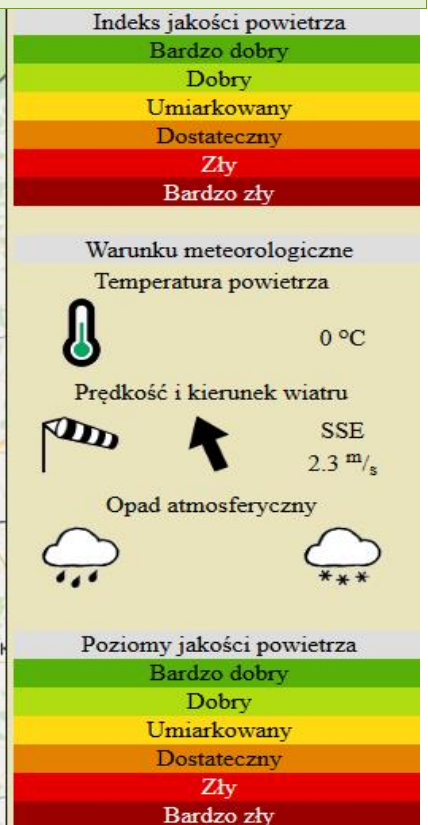 Indeks jakości powietrza
Bardzo dobry
Dobry
Umiarkowany
Dostateczny
Zły
Bardzo zły
Warunku meteorologiczne
Temperatura powietrza
0 °C
Prędkość i kierunek wiatru
SSE
2.3 m/s
Opad atmosferyczny
Poziomy jakości powietrza
Bardzo dobry
Dobry
Umiarkowany
Dostateczny
Zły
Bardzo zły